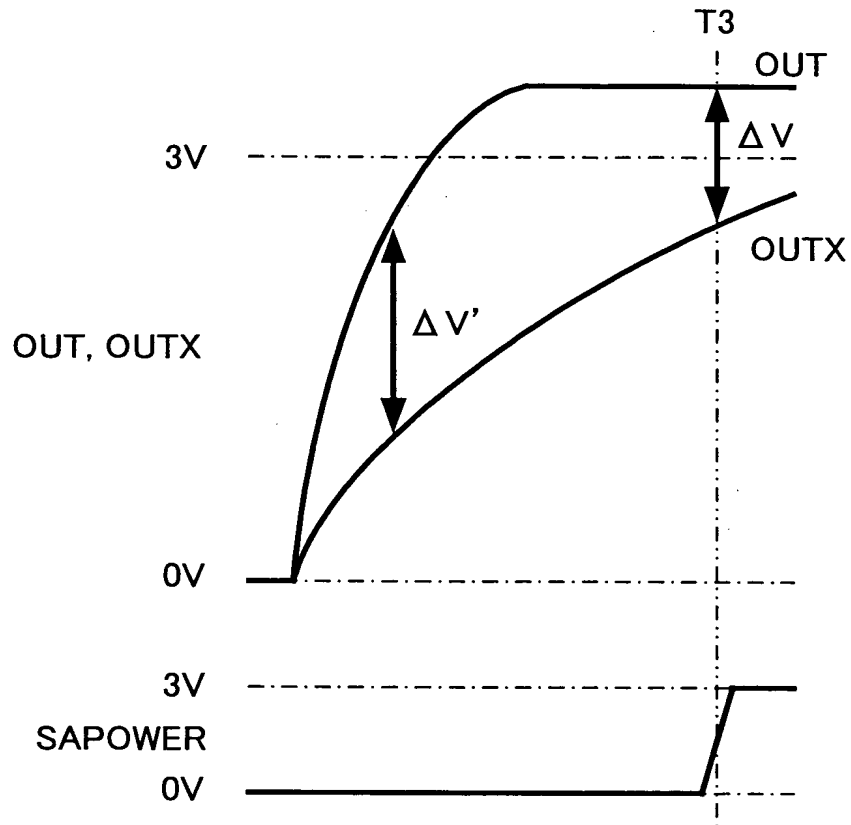 T3
OUT
ΔV
3V
OUTX
ΔV'
OUT, OUTX
0V
3V
SAPOWER
0V